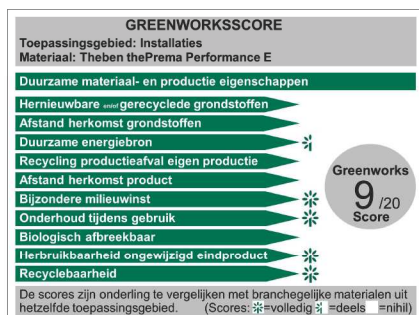 GREENWORKSSCORE
Toepassingsgebied: Installaties
Materiaal: Theben thePrema Performance E
Duurzame materiaal- en productie eigenschappen
Hernieuwbare en/of gerecyclede grondstoffen
Afstand herkomst grondstoffen
Duurzame energiebron
Recycling productieafval eigen productie
Afstand herkomst product
Bijzondere milieuwinst
Onderhoud tijdens gebruik
Biologisch afbreekbaar
Herbruikbaarheid ongewijzigd eindproduct
Recyclebaarheid
Greenworks
9 /20
Score
De scores zijn onderling te vergelijken met branchegelijke materialen uit
hetzelfde toepassingsgebied. (Scores: =volledig =deels =nihil)